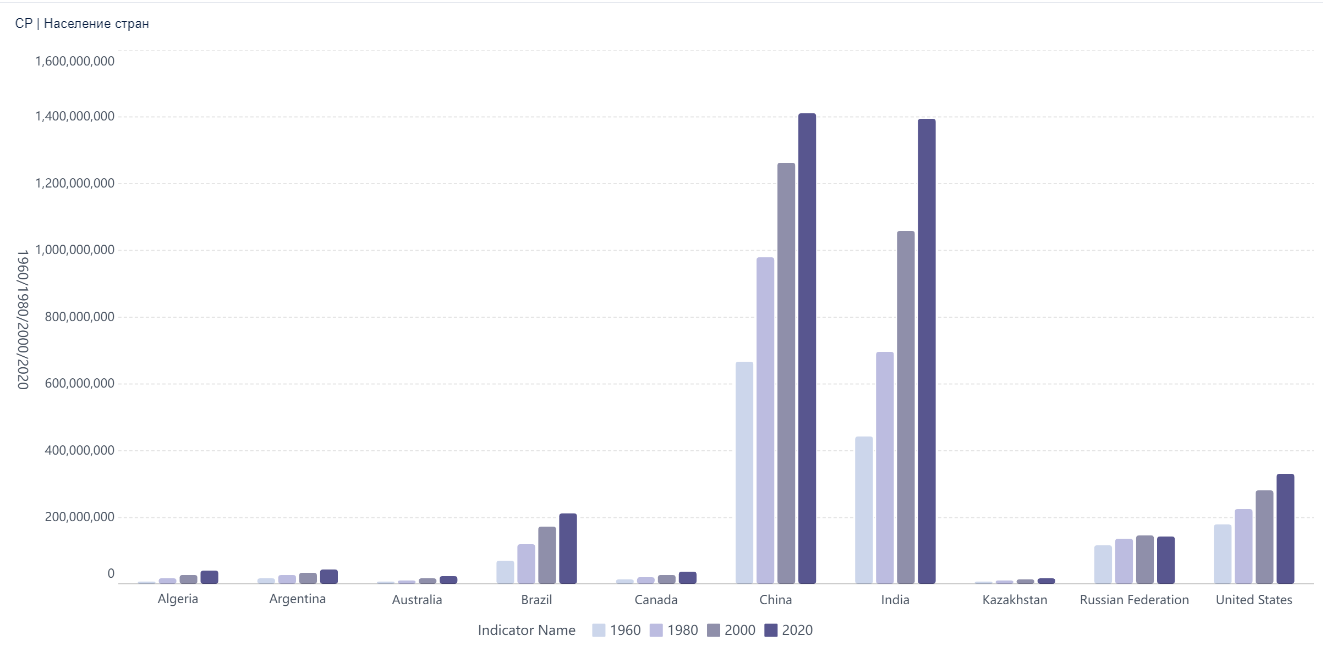 CP | Население стран
1,600,000,000
1,400,000,000
1,200,000,000
1,000,000,000
800,000,000
600,000,000
400,000,000
200,000,000
0
1960/1980/2000/2020
Algeria
Argentina
Australia
Brazil
Canada
China
India
Kazakhstan
Russian Federation
United States
Indicator Name 1960 1980 2000 2020